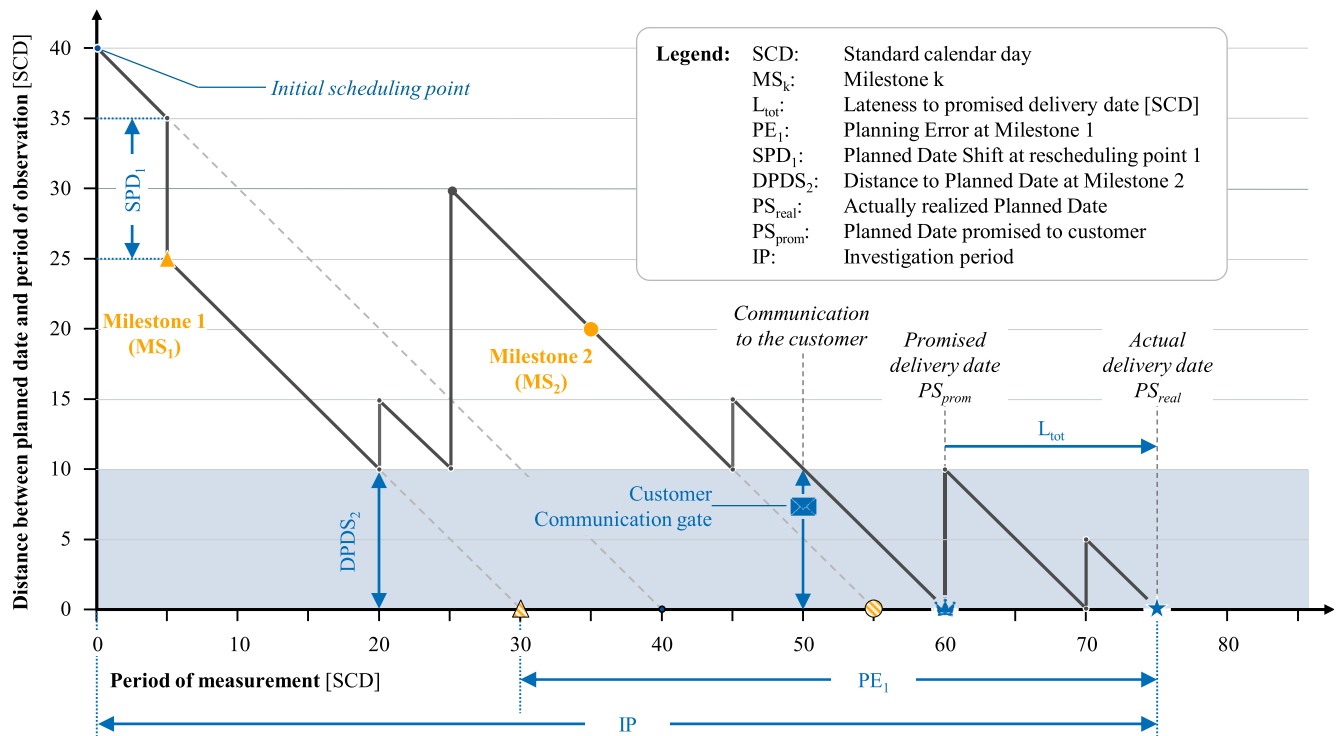 Distance between planned date and period of observation [SCD]
40
35
30
25
20
15
10
5
0
Initial scheduling point
SPD1
Milestone 1
(MS1)
Milestone 2
(MS2)
Legend:
SCD: Standard calendar day
MSk: Milestone k
Ltot: Lateness to promised delivery date [SCD]
PE1: Planning Error at Milestone 1
SPD1: Planned Date Shift at rescheduling point 1
DPDS2: Distance to Planned Date at Milestone 2
PSreal: Actually realized Planned Date
PSprom: Planned Date promised to customer
IP: Investigation period
Communication
to the customer
Promised
delivery date
PSprom
Actual
delivery date
PSreal
Ltot
DPDS2
Customer
Communication gate
0 10 20 30 40 50 60 70 80
Period of measurement [SCD]
PE1
IP